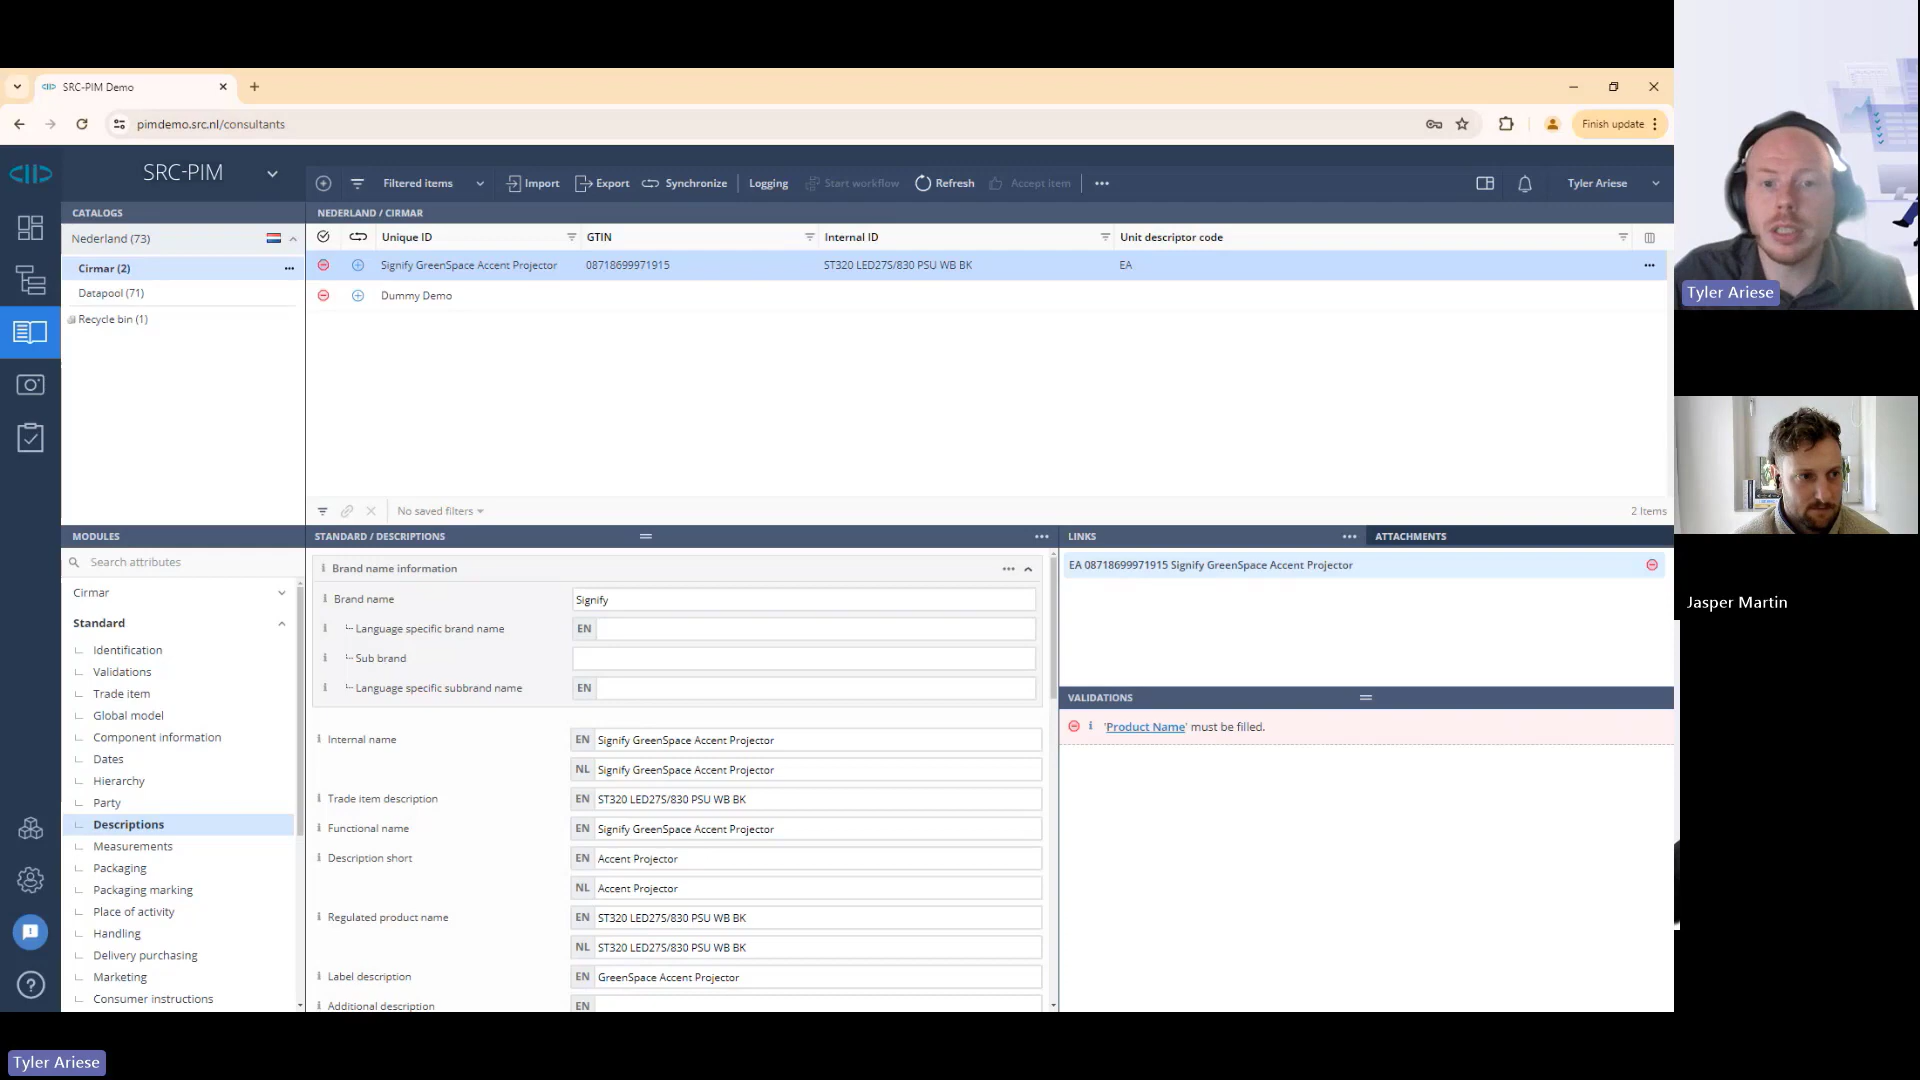 SRC-PIM Demo
pimdemo.src.nl/consultants
Finish update
SRC-PIM
Filtered items
Import
Export
Synchronize
Logging
Start workflow
Refresh
Accept item
Tyler Ariese
CATALOGS
Nederland (73)
Cirmar (2)
Datapool (71)
Recycle bin (1)
NEDERLAND / CIRMAR
Unique ID GTIN Internal ID Unit descriptor code
Signify GreenSpace Accent Projector 08718699971915 ST320 LED27S/830 PSU WB BK EA
Dummy Demo
No saved filters
2 Items
MODULES
Search attributes
Cirmar
Standard
Identification
Validations
Trade item
Global model
Component information
Dates
Hierarchy
Party
Descriptions
Measurements
Packaging
Packaging marking
Place of activity
Handling
Delivery purchasing
Marketing
Consumer instructions
STANDARD / DESCRIPTIONS
Brand name information
Brand name Signify
Language specific brand name EN
Sub brand
Language specific subbrand name EN
Internal name EN Signify GreenSpace Accent Projector
NL Signify GreenSpace Accent Projector
Trade item description EN ST320 LED27S/830 PSU WB BK
Functional name EN Signify GreenSpace Accent Projector
Description short EN Accent Projector
NL Accent Projector
Regulated product name EN ST320 LED27S/830 PSU WB BK
NL ST320 LED27S/830 PSU WB BK
Label description EN GreenSpace Accent Projector
Additional description EN
LINKS
ATTACHMENTS
EA 08718699971915 Signify GreenSpace Accent Projector
VALIDATIONS
'Product Name' must be filled.
Tyler Ariese
Jasper Martin
Tyler Ariese